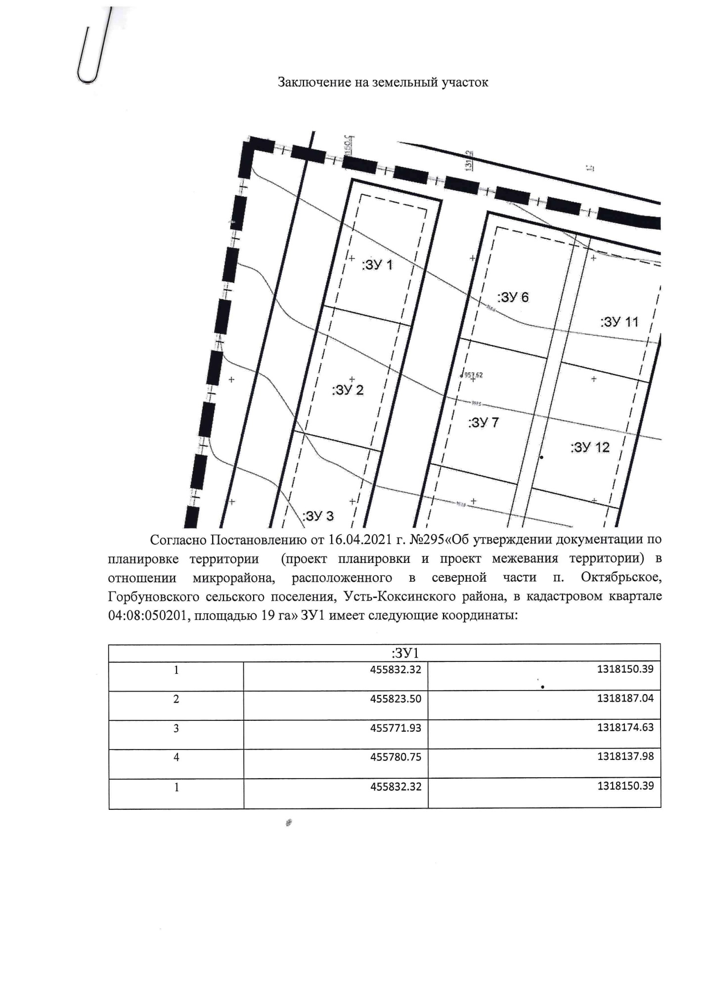 Заключение на земельный участок
:ЗУ 1
:ЗУ 6
:ЗУ 11
957.62
:ЗУ 2
:ЗУ 7
:ЗУ 12
:ЗУ 3
Согласно Постановлению от 16.04.2021 г. №295«Об утверждении документации по
планировке территории (проект планировки и проект межевания территории) в
отношении микрорайона, расположенного в северной части п. Октябрьское,
Горбуновского сельского поселения, Усть-Коксинского района, в кадастровом квартале
04:08:050201, площадью 19 га» ЗУ1 имеет следующие координаты:
:ЗУ1
1 455832.32 1318150.39
2 455823.50 1318187.04
3 455771.93 1318174.63
4 455780.75 1318137.98
1 455832.32 1318150.39